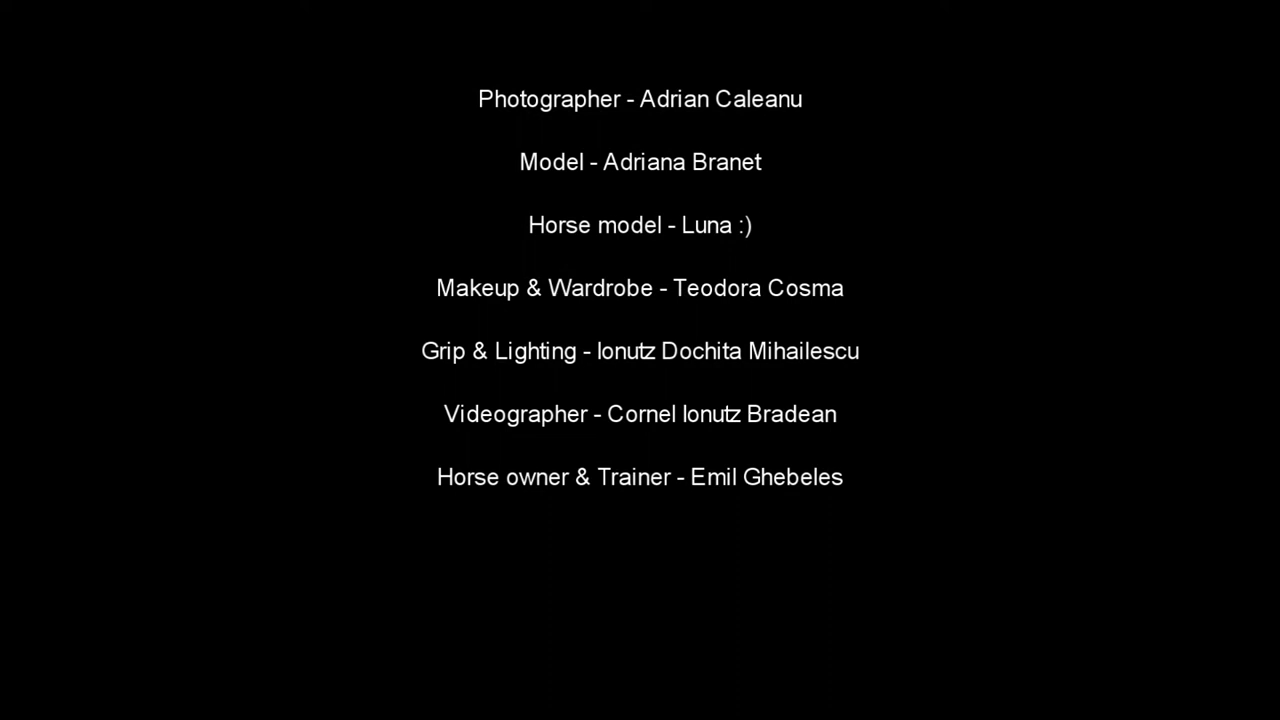 Photographer - Adrian Caleanu
Model - Adriana Branet
Horse model - Luna :)
Makeup & Wardrobe - Teodora Cosma
Grip & Lighting - Ionutz Dochita Mihailescu
Videographer - Cornel Ionutz Bradean
Horse owner & Trainer - Emil Ghebeles